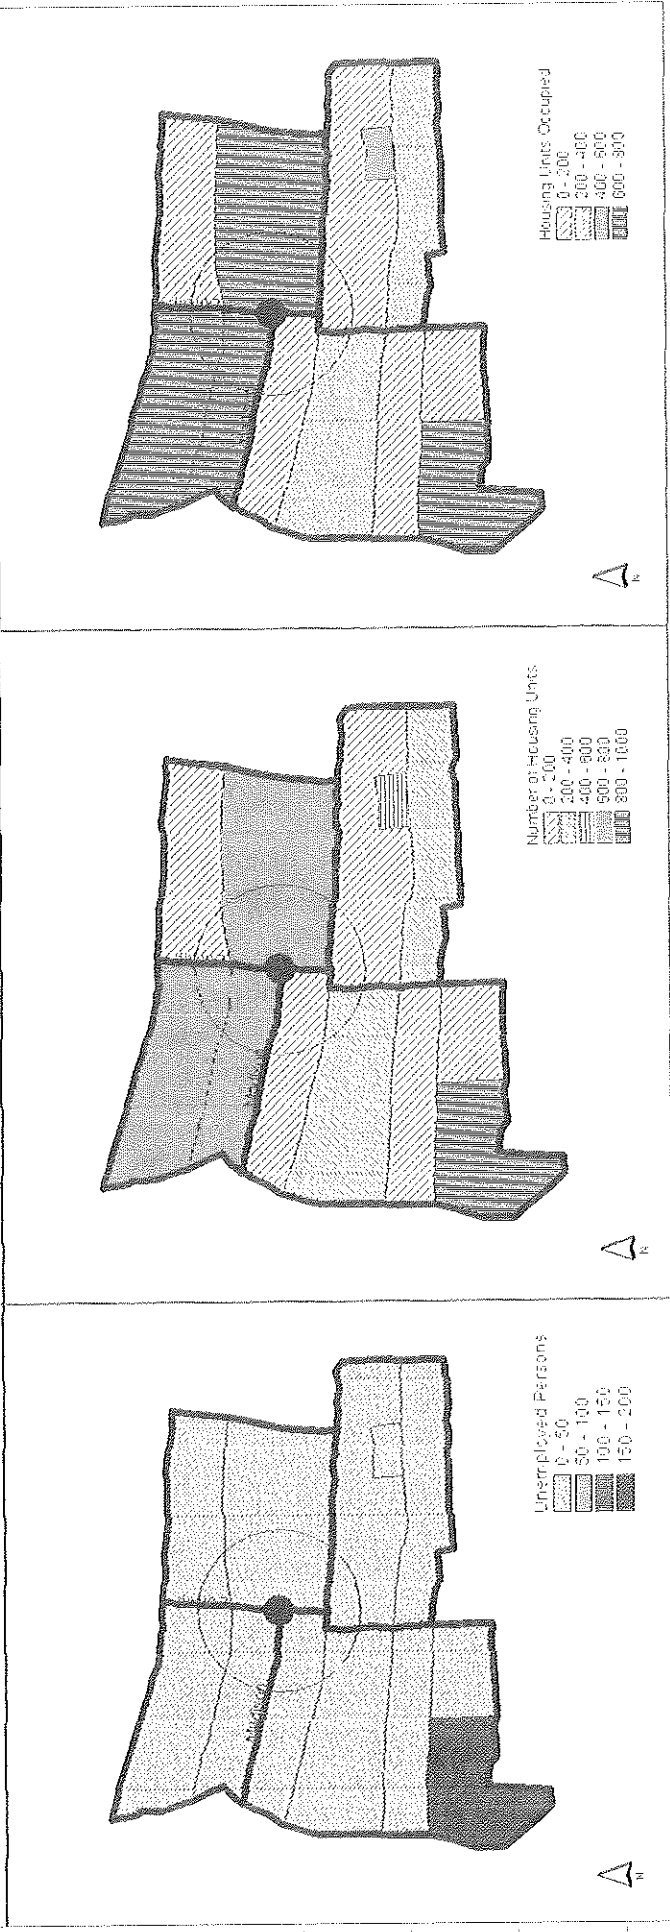 Unemployed Persons
0 - 50
50 - 100
100 - 150
150 - 200
N
Number of Housing Units
0 - 200
200 - 400
400 - 600
600 - 800
800 - 1000
N
Housing Units Occupied
0 - 200
200 - 400
400 - 600
600 - 800
N